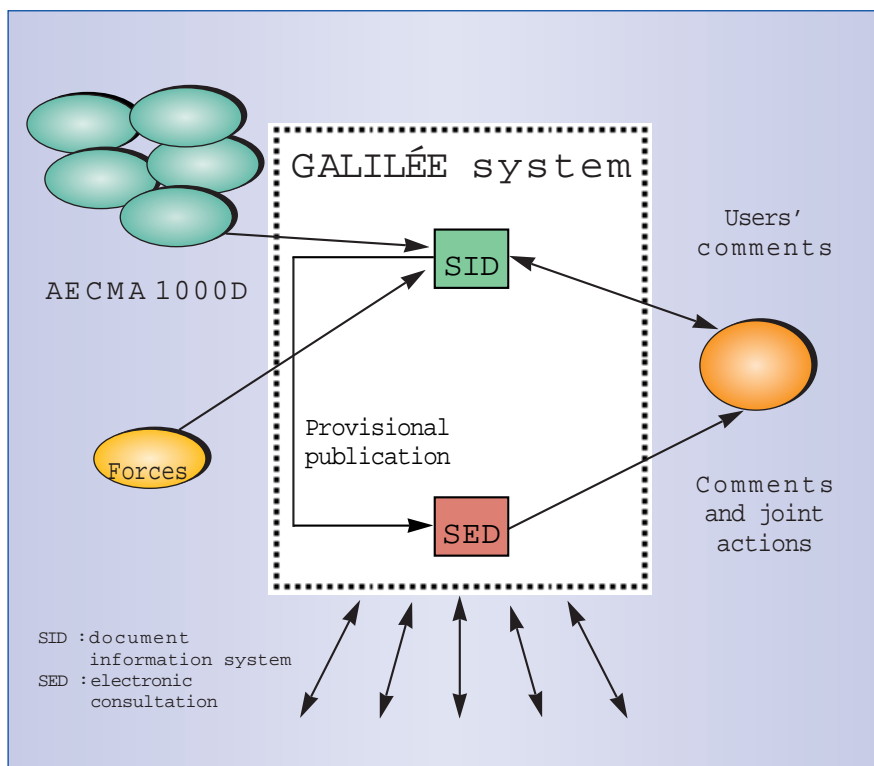 GALILÉE system
SID
AECMA 1000D
Users'
comments
Forces
Provisional
publication
SED
Comments
and joint
actions
SID :document
information system
SED :electronic
consultation